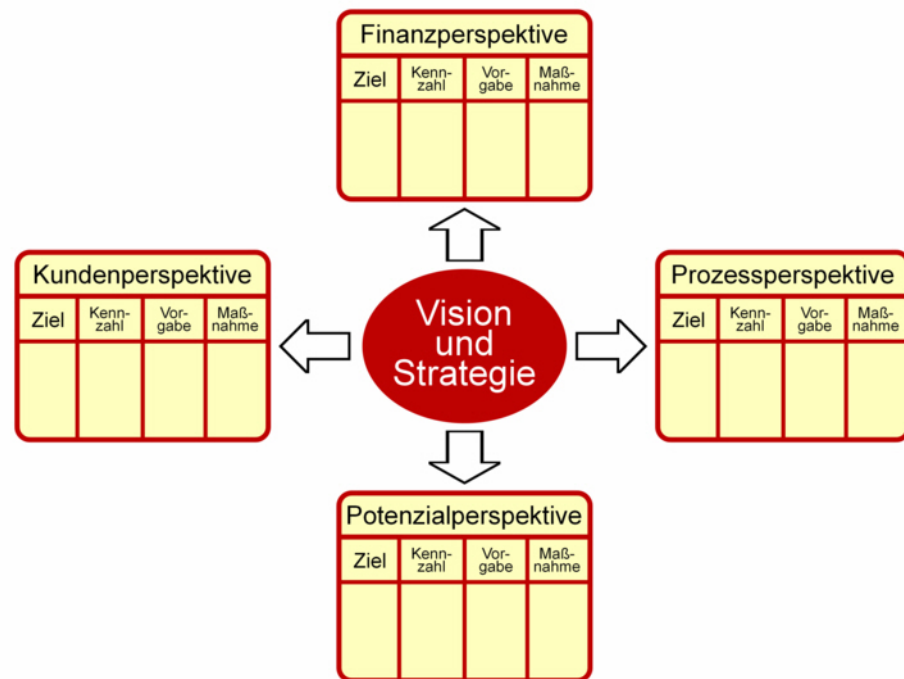 Finanzperspektive
Ziel
Kenn-
zahl
Vor-
gabe
Maß-
nahme
Kundenperspektive
Ziel
Kenn-
zahl
Vor-
gabe
Maß-
nahme
Vision
und
Strategie
Prozessperspektive
Ziel
Kenn-
zahl
Vor-
gabe
Maß-
nahme
Potenzialperspektive
Ziel
Kenn-
zahl
Vor-
gabe
Maß-
nahme